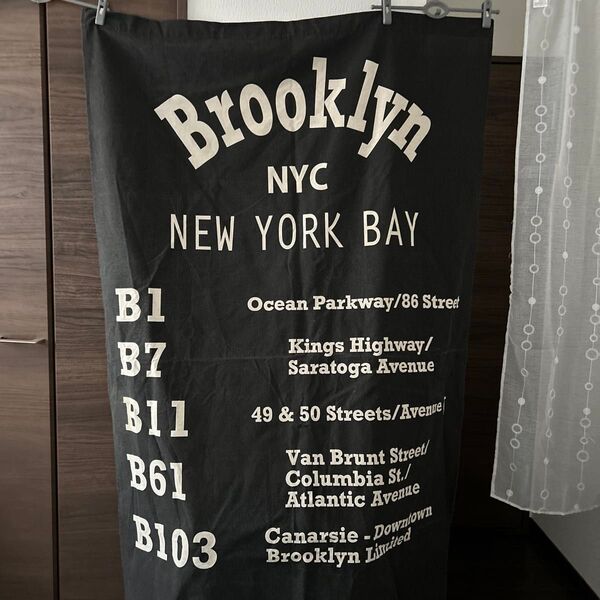 Brooklyn
NYC
NEW YORK BAY
B1 Ocean Parkway/86 Street
B7 Kings Highway/
Saratoga Avenue
B11 49 & 50 Streets/Avenue
B61 Van Brunt Street/
Columbia St./
Atlantic Avenue
B103 Canarsie - Downtown
Brooklyn Limited